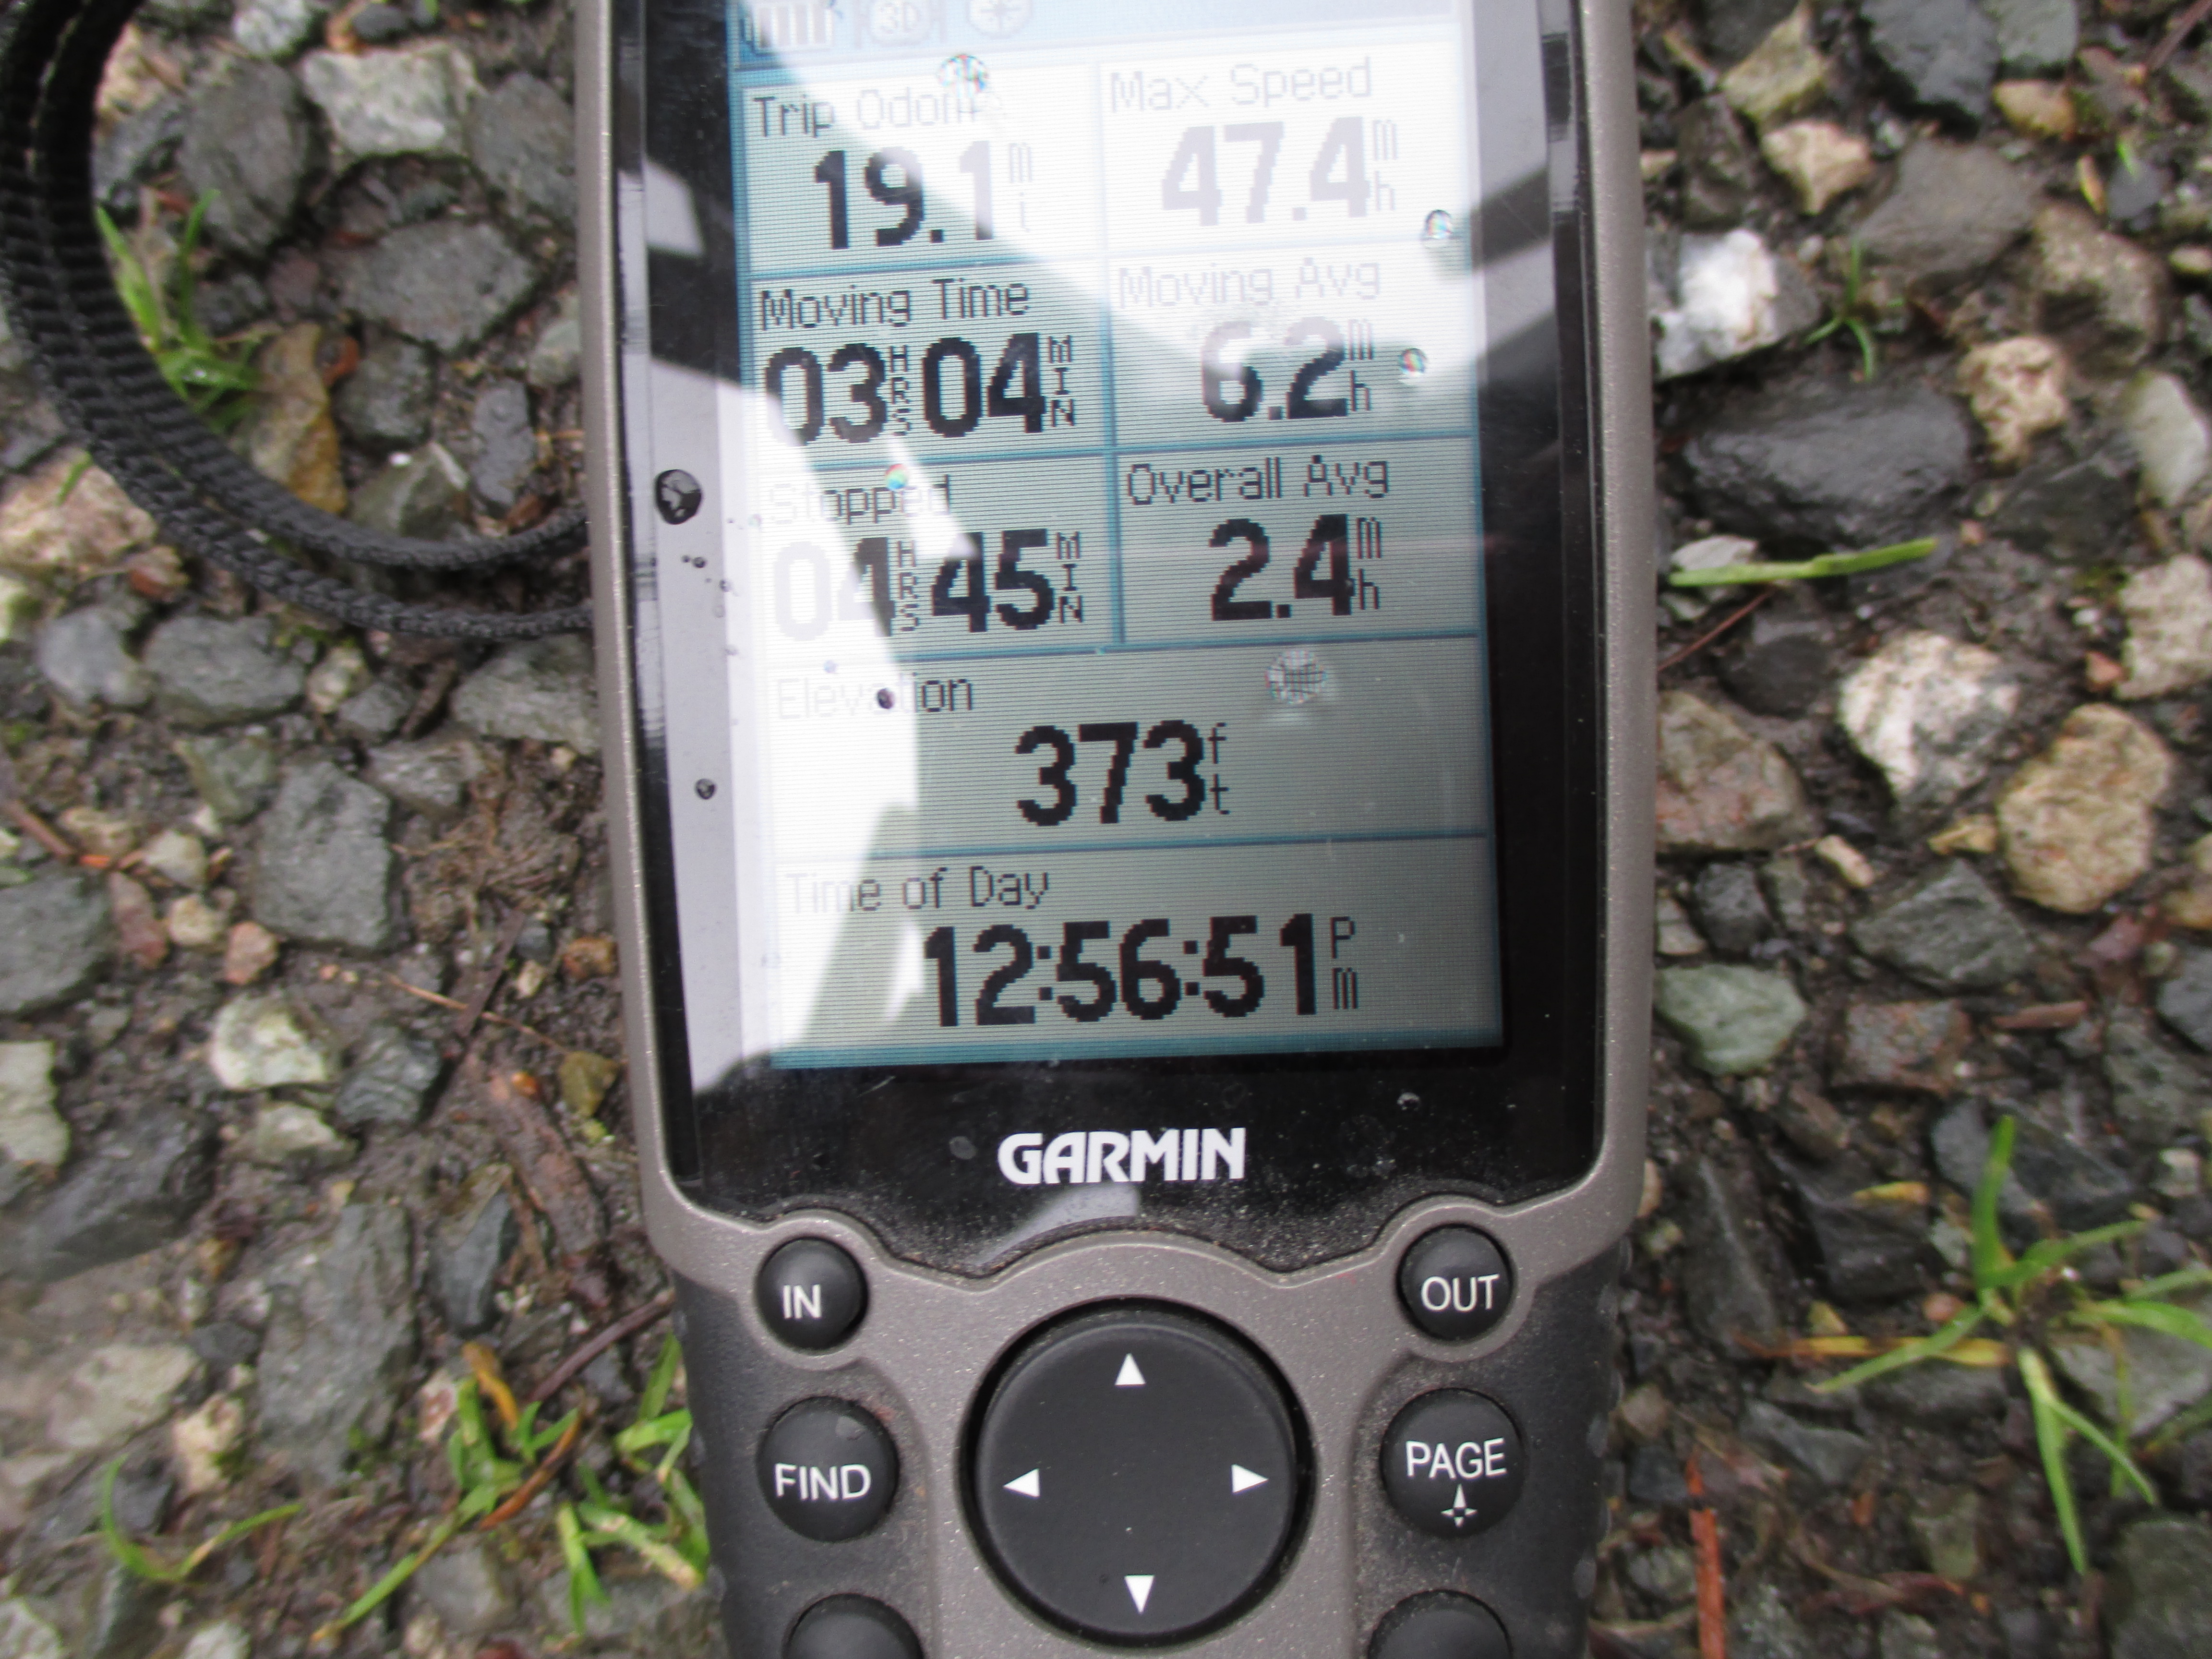 3D
Trip Odom. Max Speed
19.1 mi 47.4 mh
Moving Time Moving Avg
03 HRS 04 MIN 6.2 mh
Stopped Overall Avg
04 HRS 45 MIN 2.4 mh
Elevation
373 ft
Time of Day
12:56:51 Pm
GARMIN
IN OUT
FIND PAGE